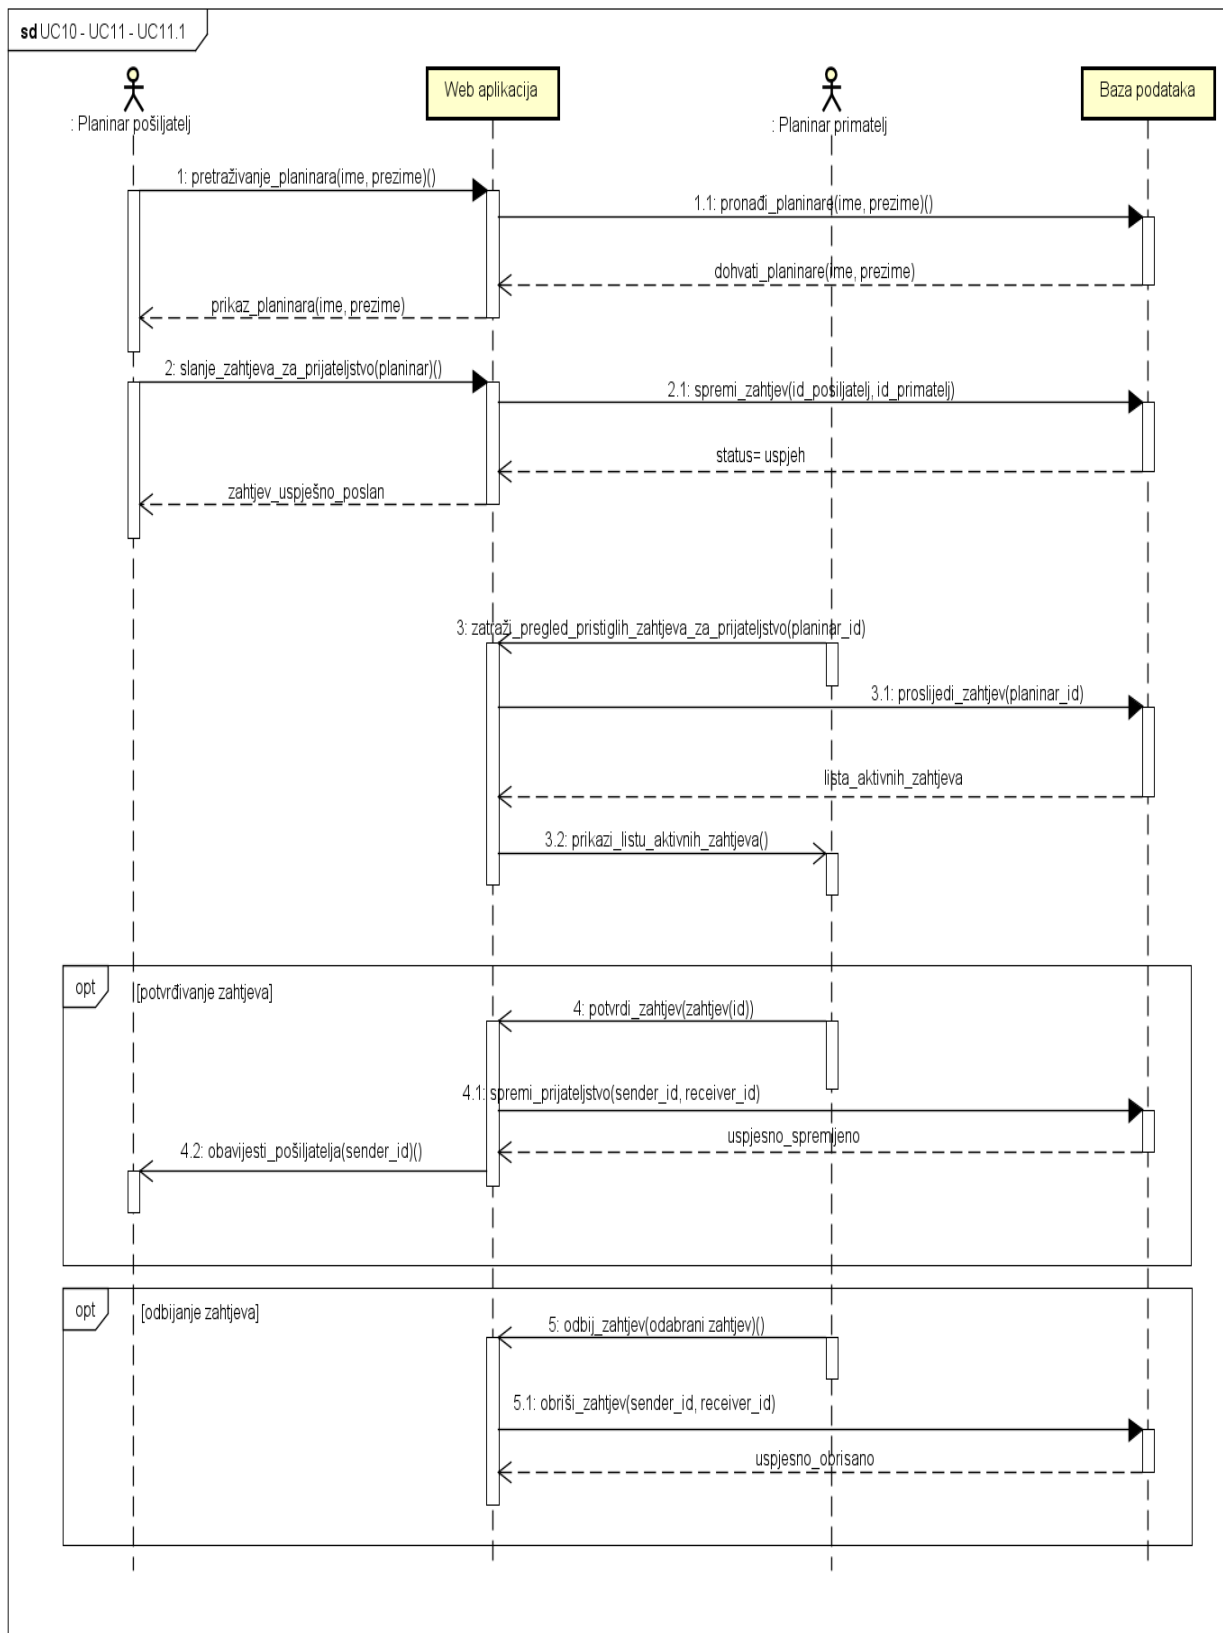 sd UC10 - UC11 - UC11.1
: Planinar pošiljatelj
Web aplikacija
: Planinar primatelj
Baza podataka
1: pretraživanje_planinara(ime, prezime)()
1.1: pronađi_planinare(ime, prezime)()
dohvati_planinare(ime, prezime)
prikaz_planinara(ime, prezime)
2: slanje_zahtjeva_za_prijateljstvo(planinar)()
2.1: spremi_zahtjev(id_posiljatelj, id_primatelj)
status= uspjeh
zahtjev_uspješno_poslan
3: zatraži_pregled_pristiglih_zahtjeva_za_prijateljstvo(planinar_id)
3.1: proslijedi_zahtjev(planinar_id)
lista_aktivnih_zahtjeva
3.2: prikazi_listu_aktivnih_zahtjeva()
opt
[potvrđivanje zahtjeva]
4: potvrdi_zahtjev(zahtjev(id))
4.1: spremi_prijateljstvo(sender_id, receiver_id)
uspjesno_spremljeno
4.2: obavijesti_pošiljatelja(sender_id)()
opt
[odbijanje zahtjeva]
5: odbij_zahtjev(odabrani zahtjev)()
5.1: obriši_zahtjev(sender_id, receiver_id)
uspjesno_obrisano